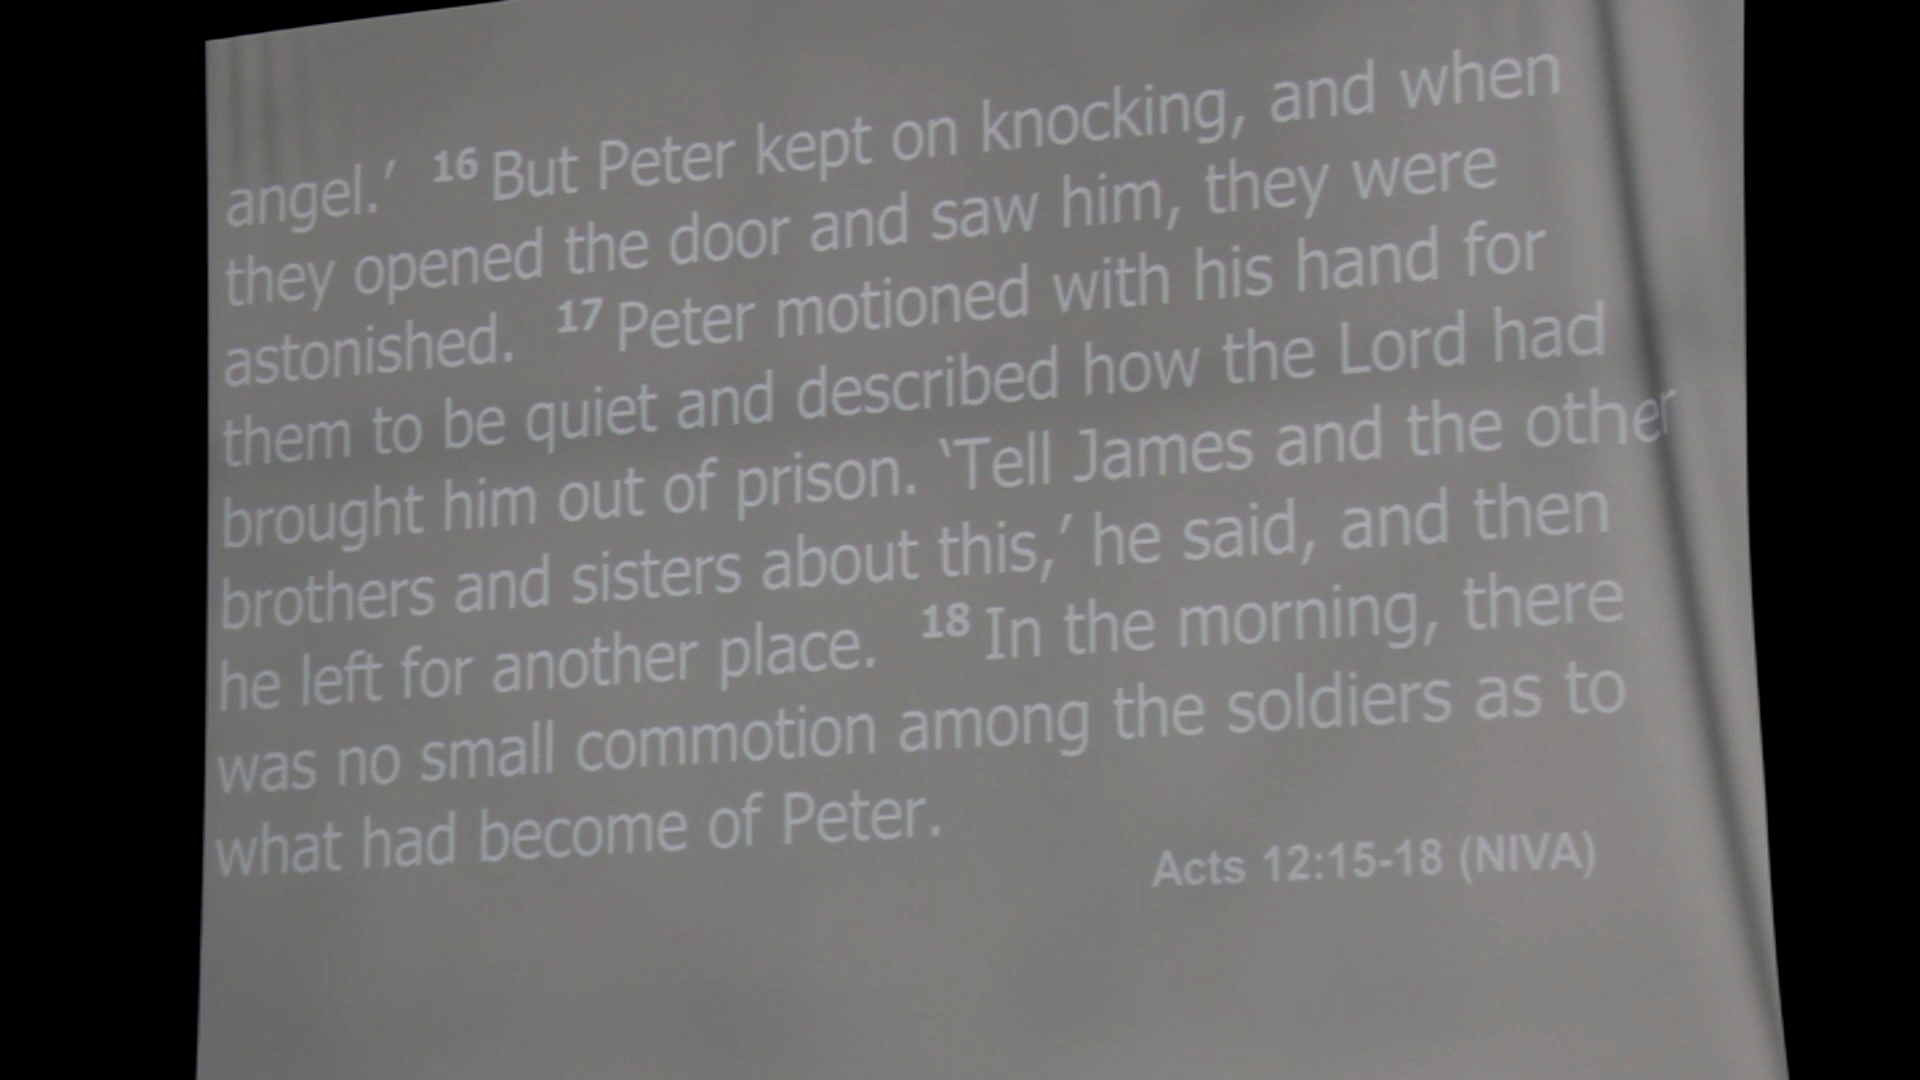 angel.’ 16 But Peter kept on knocking, and when
they opened the door and saw him, they were
astonished. 17 Peter motioned with his hand for
them to be quiet and described how the Lord had
brought him out of prison. ‘Tell James and the other
brothers and sisters about this,’ he said, and then
he left for another place. 18 In the morning, there
was no small commotion among the soldiers as to
what had become of Peter.
Acts 12:15-18 (NIVA)